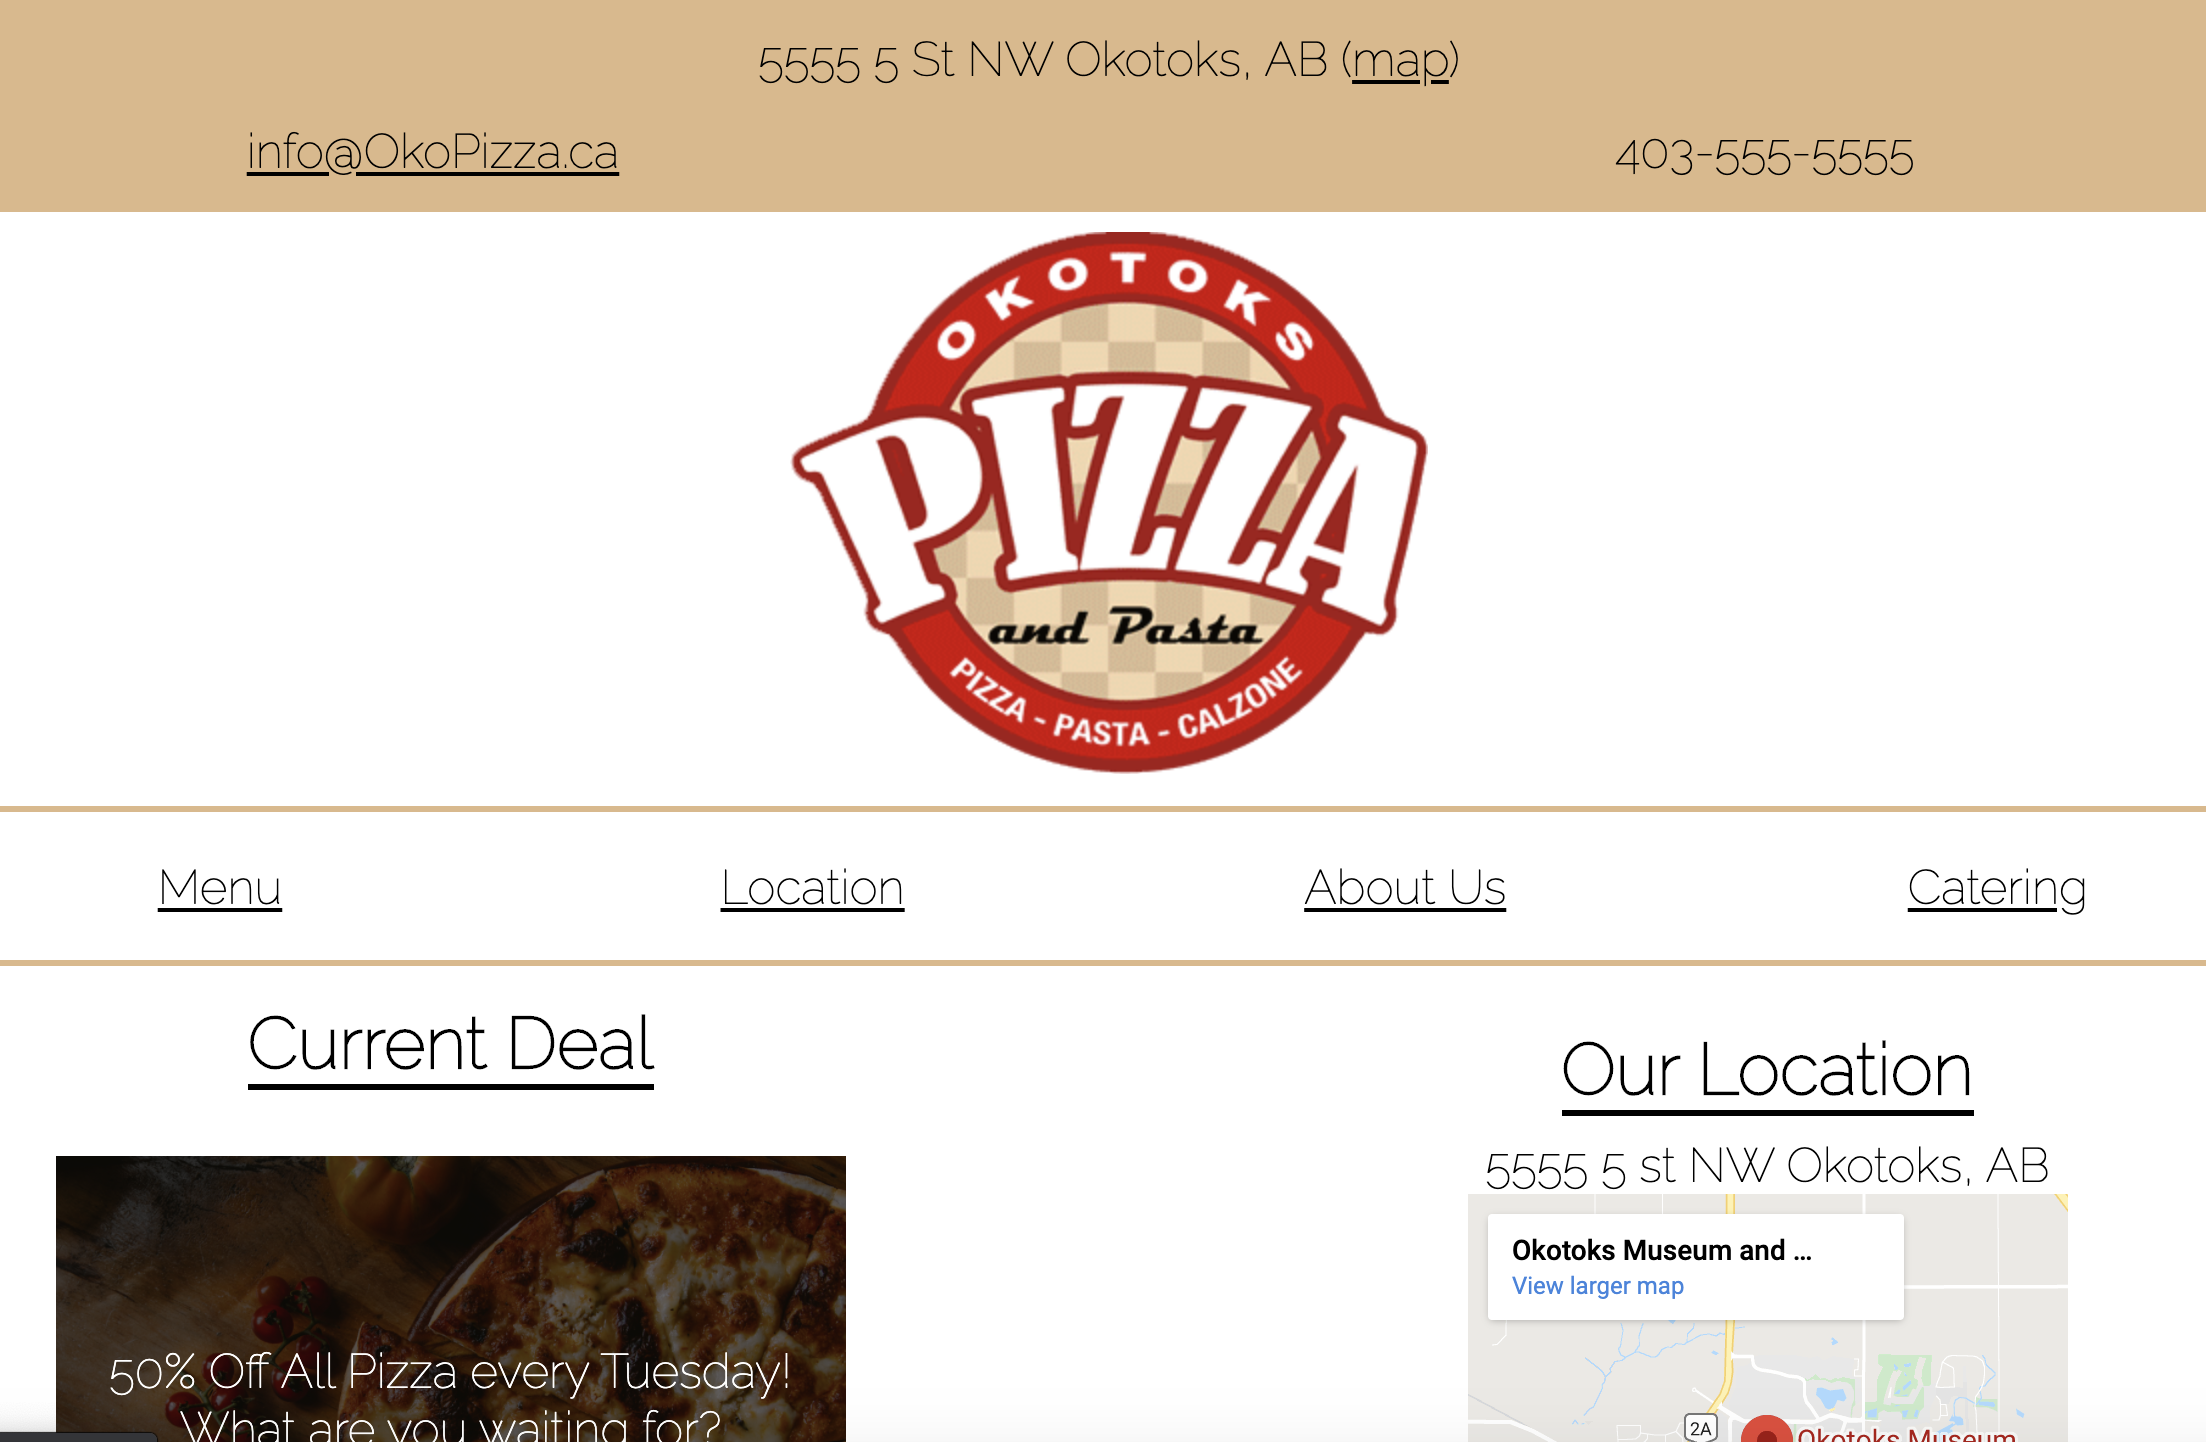 5555 5 St NW Okotoks, AB (map)
info@OkoPizza.ca
403-555-5555
OKOTOKS
PIZZA
and Pasta
PIZZA - PASTA - CALZONE
Menu
Location
About Us
Catering
Current Deal
50% Off All Pizza every Tuesday!
What are you waiting for?
Our Location
5555 5 st NW Okotoks, AB
Okotoks Museum and ...
View larger map
2A
Okotoks Museum